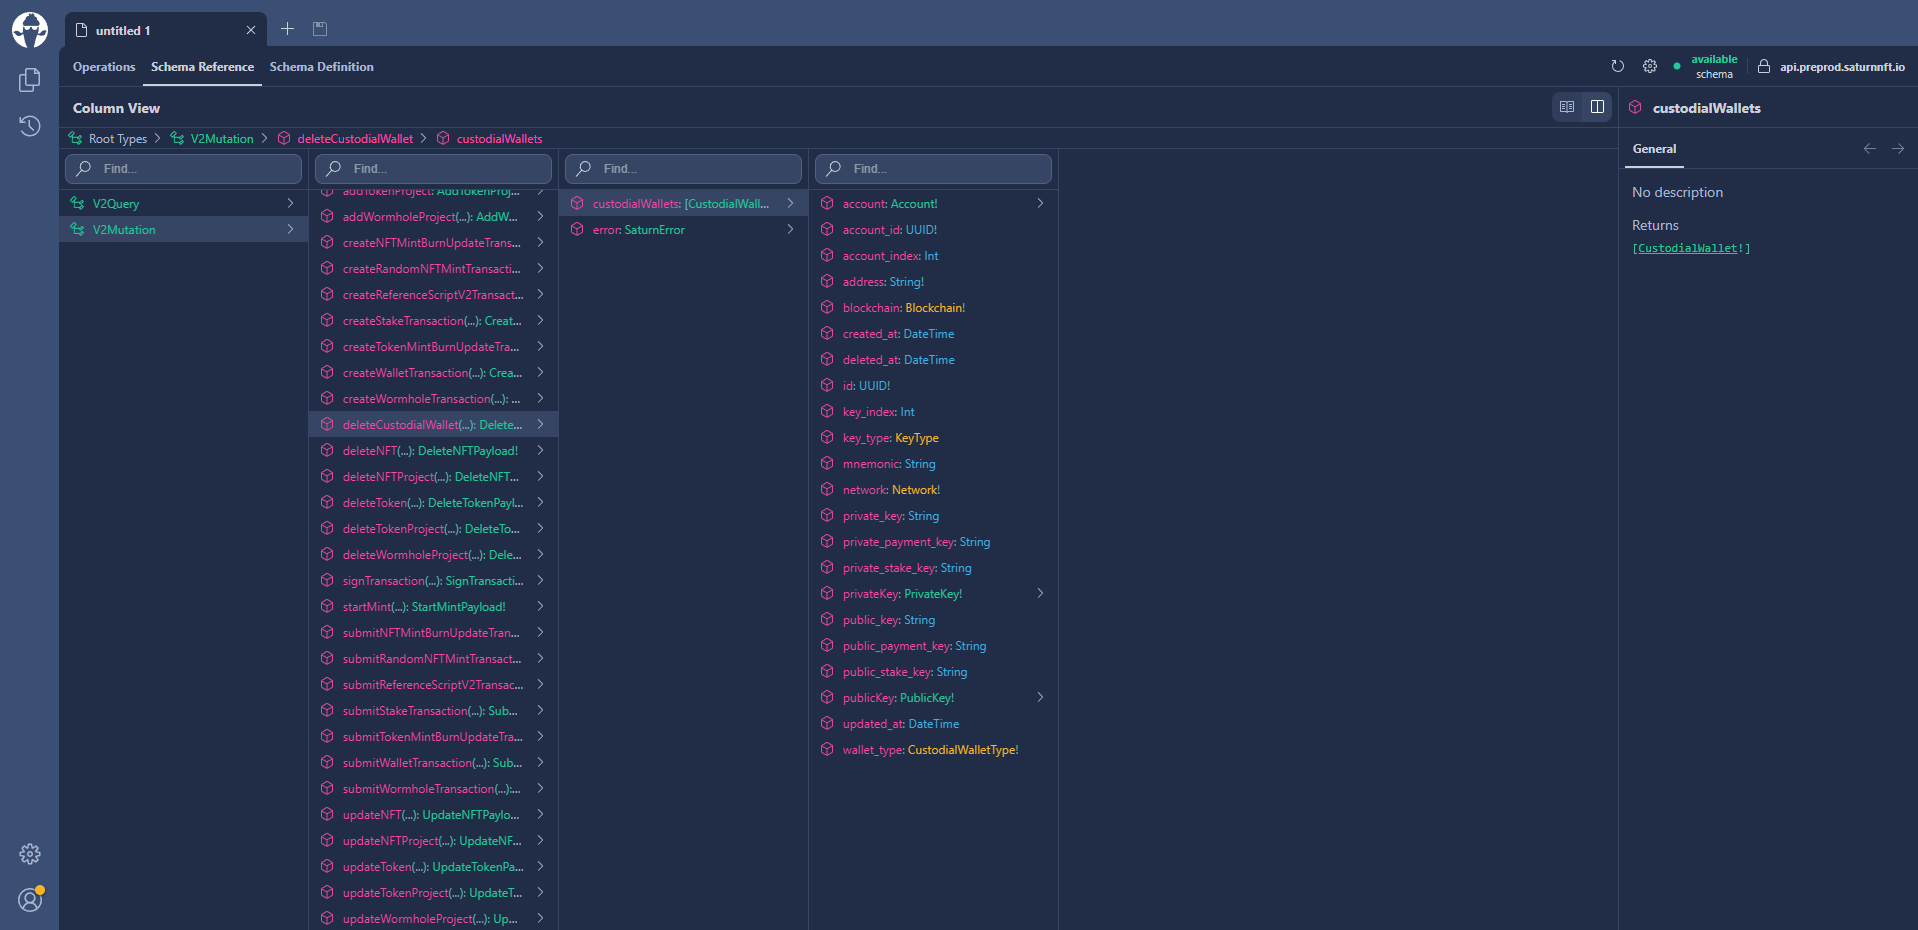 untitled 1
Operations
Schema Reference
Schema Definition
available
schema
api.preprod.saturnnft.io
Column View
Root Types
V2Mutation
deleteCustodialWallet
custodialWallets
Find...
V2Query
V2Mutation
Find...
addTokenProject: AddTokenProj...
addWormholeProject(...): AddW...
createNFTMintBurnUpdateTrans...
createRandomNFTMintTransacti...
createReferenceScriptV2Transact...
createStakeTransaction(...): Creat...
createTokenMintBurnUpdateTra...
createWalletTransaction(...): Crea...
createWormholeTransaction(...): ...
deleteCustodialWallet(...): Delete...
deleteNFT(...): DeleteNFTPayload!
deleteNFTProject(...): DeleteNFT...
deleteToken(...): DeleteTokenPayl...
deleteTokenProject(...): DeleteTo...
deleteWormholeProject(...): Dele...
signTransaction(...): SignTransacti...
startMint(...): StartMintPayload!
submitNFTMintBurnUpdateTran...
submitRandomNFTMintTransact...
submitReferenceScriptV2Transac...
submitStakeTransaction(...): Sub...
submitTokenMintBurnUpdateTra...
submitWalletTransaction(...): Sub...
submitWormholeTransaction(...):...
updateNFT(...): UpdateNFTPaylo...
updateNFTProject(...): UpdateNF...
updateToken(...): UpdateTokenPa...
updateTokenProject(...): UpdateT...
updateWormholeProject(...): Up...
Find...
custodialWallets: [CustodialWall...
error: SaturnError
Find...
account: Account!
account_id: UUID!
account_index: Int
address: String!
blockchain: Blockchain!
created_at: DateTime
deleted_at: DateTime
id: UUID!
key_index: Int
key_type: KeyType
mnemonic: String
network: Network!
private_key: String
private_payment_key: String
private_stake_key: String
privateKey: PrivateKey!
public_key: String
public_payment_key: String
public_stake_key: String
publicKey: PublicKey!
updated_at: DateTime
wallet_type: CustodialWalletType!
custodialWallets
General
No description
Returns
[CustodialWallet!]